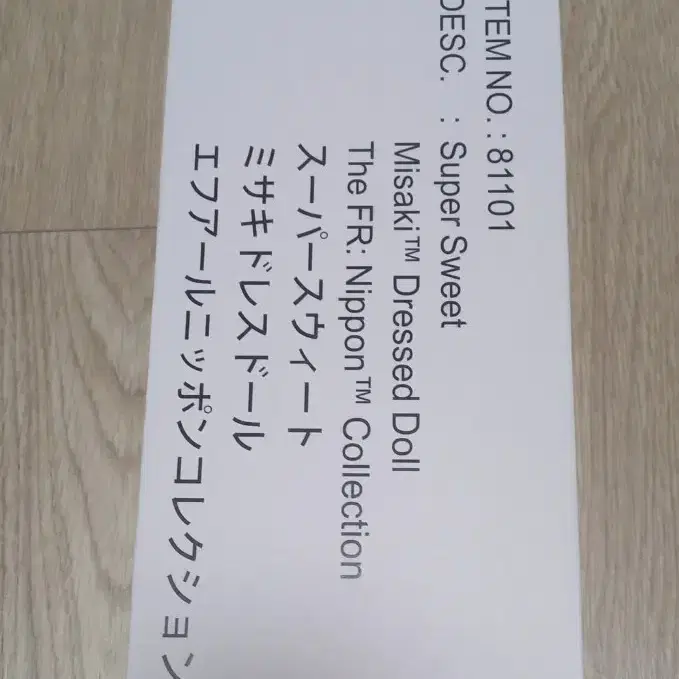 TEM NO. : 81101
DESC. : Super Sweet
Misaki™ Dressed Doll
The FR: Nippon™ Collection
スーパースウィート
ミサキドレスドール
エフアールニッポンコレクション